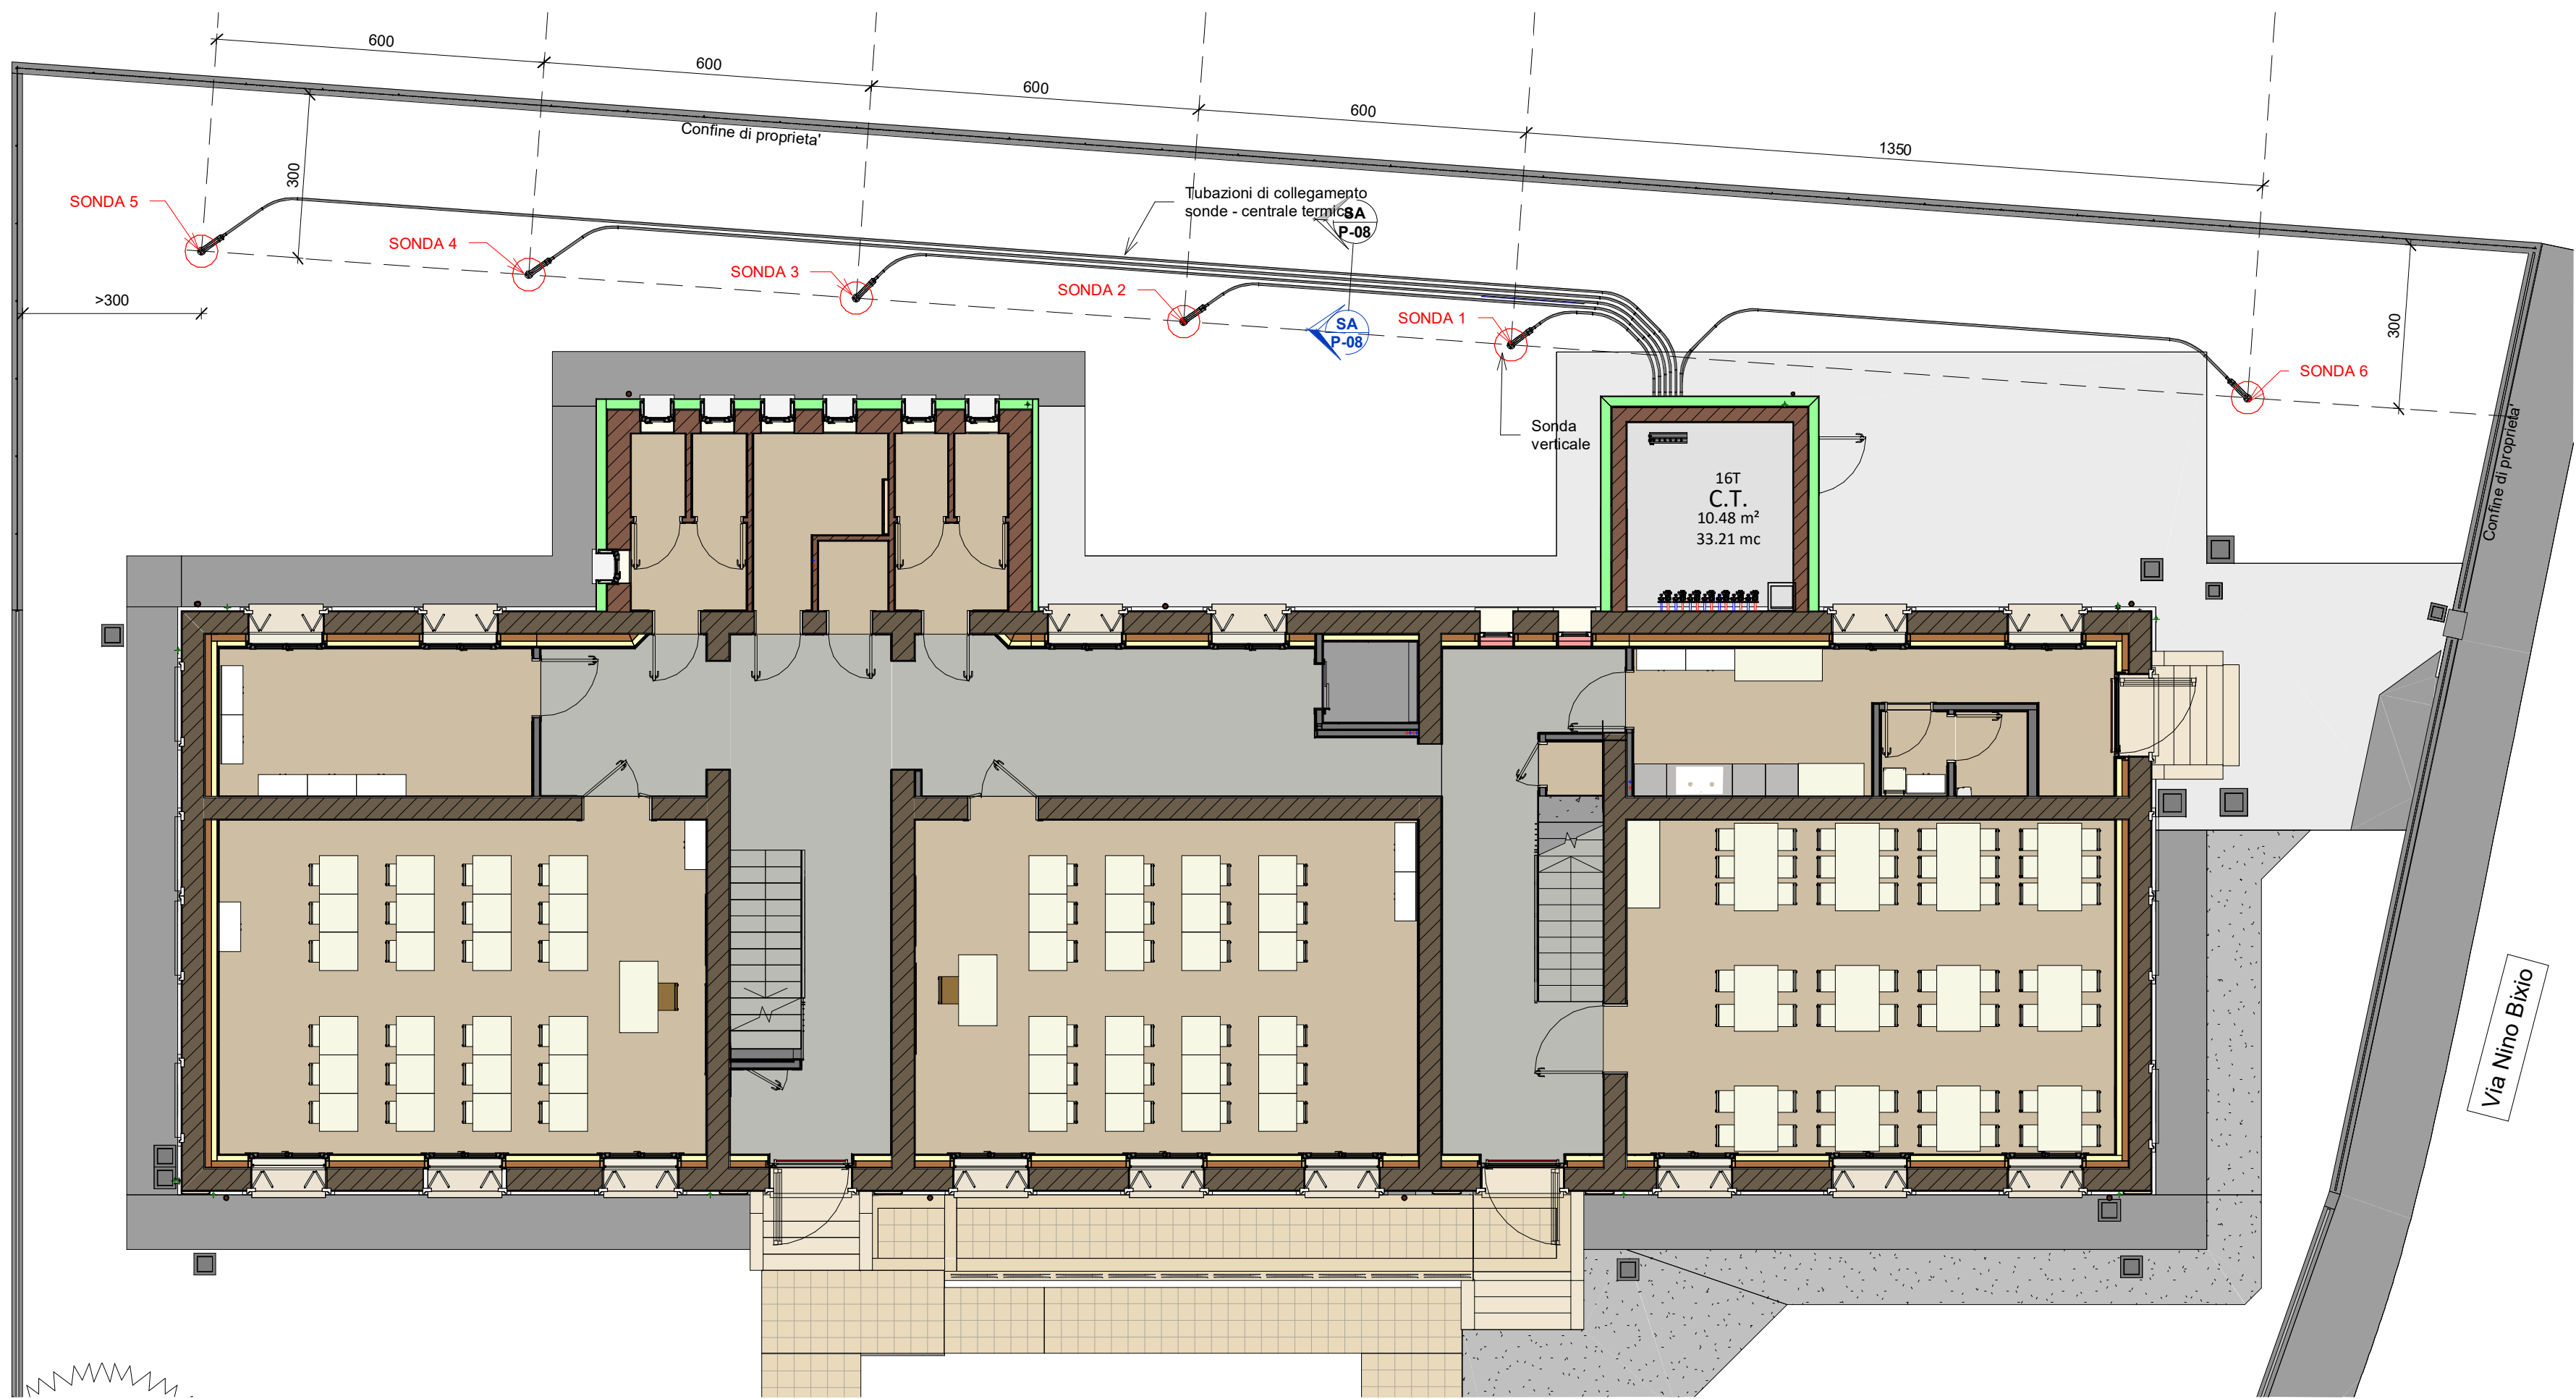 600
600
600
600
1350
Confine di proprieta'
300
Tubazioni di collegamento
sonde - centrale termica
SA
P-08
SONDA 5
SONDA 4
SONDA 3
SONDA 2
SONDA 1
SA
P-08
>300
300
SONDA 6
Sonda
verticale
Confine di proprieta'
16T
C.T.
10.48 m²
33.21 mc
Via Nino Bixio